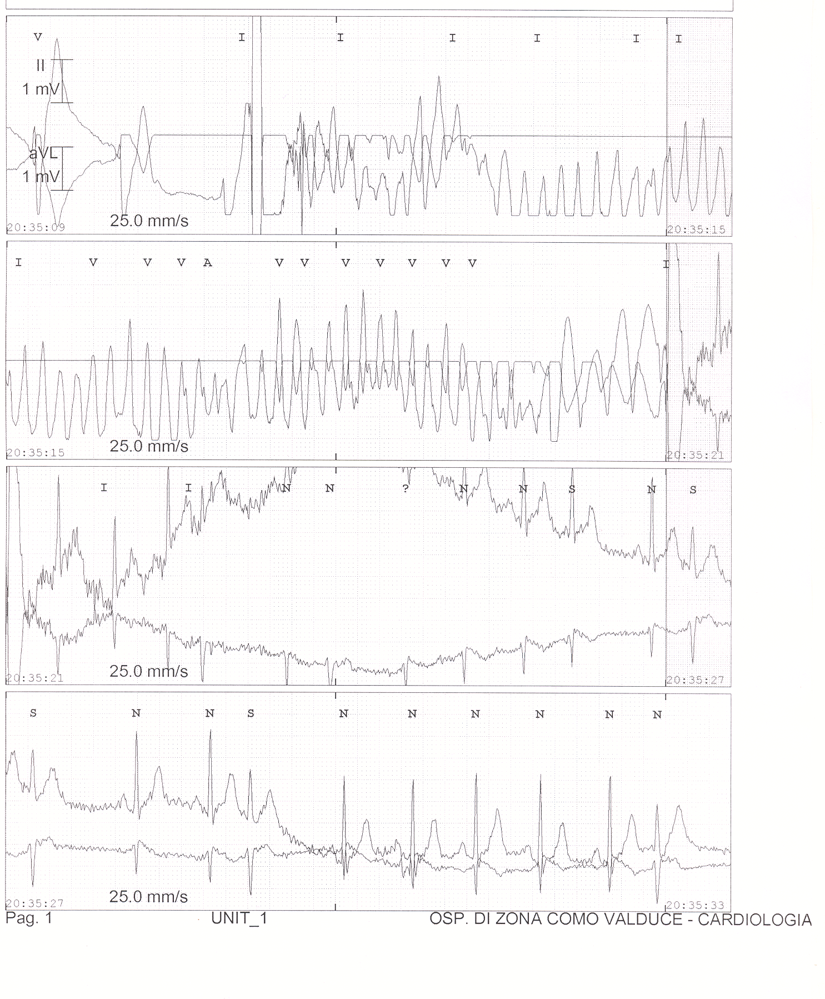 V I I I I I I
II
1 mV
aVL
1 mV
25.0 mm/s
20:35:09 20:35:15
I V V V A V V V V V V V I
25.0 mm/s
20:35:15 20:35:21
I I N N ? N N S N S
25.0 mm/s
20:35:21 20:35:27
S N N S N N N N N N
25.0 mm/s
20:35:27 20:35:33
Pag. 1 UNIT_1 OSP. DI ZONA COMO VALDUCE - CARDIOLOGIA